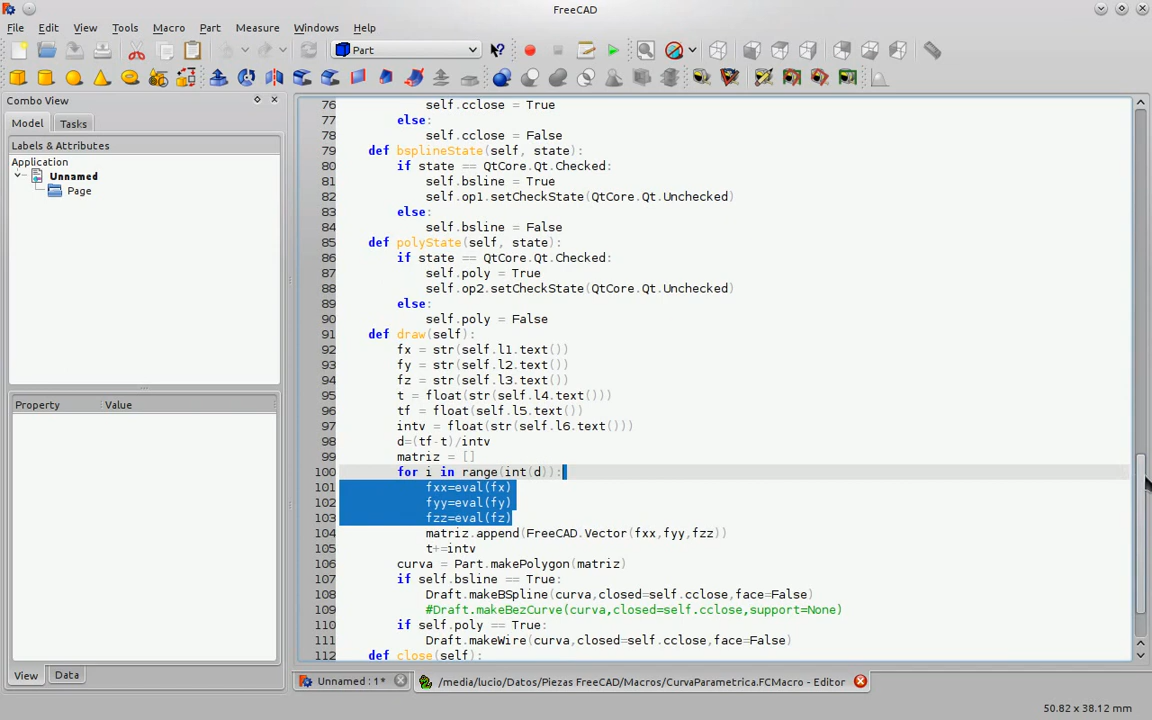 FreeCAD
File Edit View Tools Macro Part Measure Windows Help
Part
Combo View
Model Tasks
Labels & Attributes
Application
Unnamed
Page
Property Value
View Data
76 self.cclose = True
77 else:
78 self.cclose = False
79 def bsplineState(self, state):
80 if state == QtCore.Qt.Checked:
81 self.bsline = True
82 self.op1.setCheckState(QtCore.Qt.Unchecked)
83 else:
84 self.bsline = False
85 def polyState(self, state):
86 if state == QtCore.Qt.Checked:
87 self.poly = True
88 self.op2.setCheckState(QtCore.Qt.Unchecked)
89 else:
90 self.poly = False
91 def draw(self):
92 fx = str(self.l1.text())
93 fy = str(self.l2.text())
94 fz = str(self.l3.text())
95 t = float(str(self.l4.text()))
96 tf = float(self.l5.text())
97 intv = float(str(self.l6.text()))
98 d=(tf-t)/intv
99 matriz = []
100 for i in range(int(d)):
101 fxx=eval(fx)
102 fyy=eval(fy)
103 fzz=eval(fz)
104 matriz.append(FreeCAD.Vector(fxx,fyy,fzz))
105 t+=intv
106 curva = Part.makePolygon(matriz)
107 if self.bsline == True:
108 Draft.makeBSpline(curva,closed=self.cclose,face=False)
109 #Draft.makeBezCurve(curva,closed=self.cclose,support=None)
110 if self.poly == True:
111 Draft.makeWire(curva,closed=self.cclose,face=False)
112 def close(self):
Unnamed : 1*
/media/lucio/Datos/Piezas FreeCAD/Macros/CurvaParametrica.FCMacro - Editor
50.82 x 38.12 mm